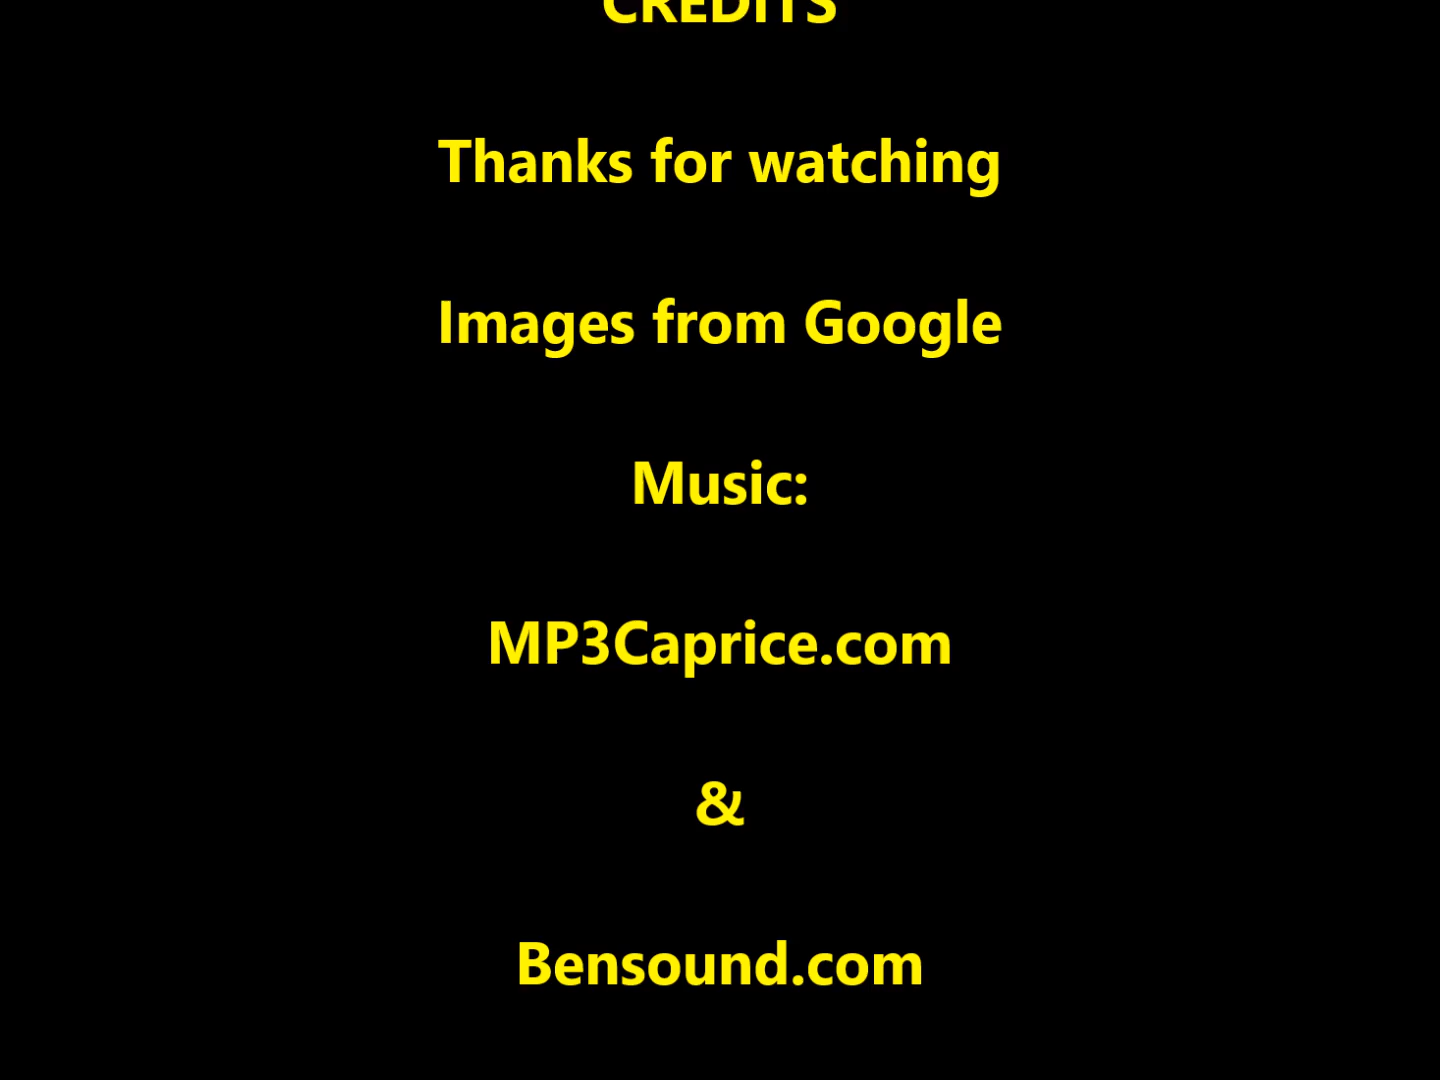 CREDITS
Thanks for watching
Images from Google
Music:
MP3Caprice.com
&
Bensound.com